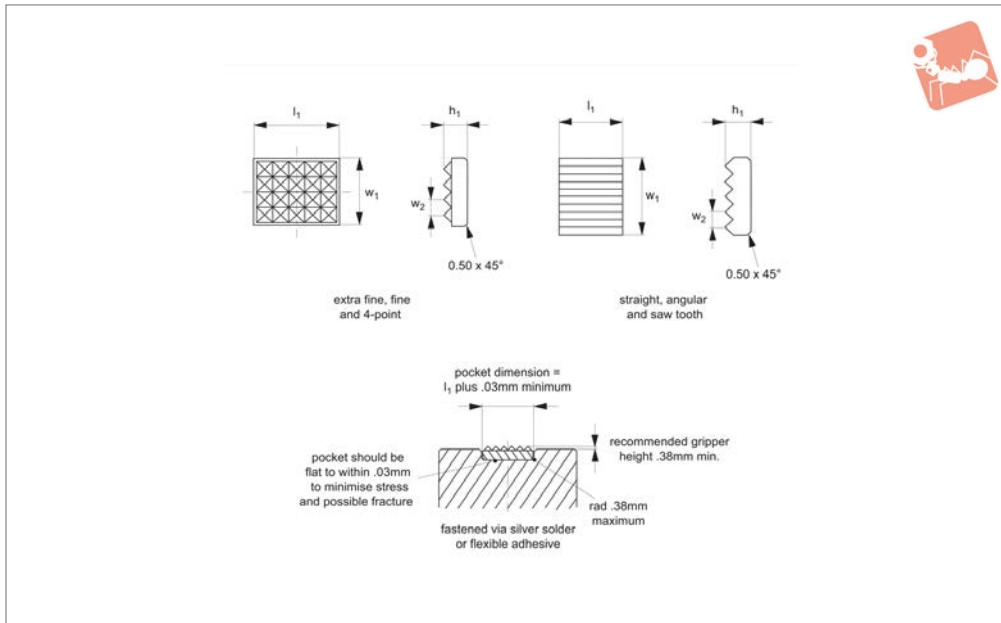 l₁
h₁
w₁
w₂
0.50 x 45°
extra fine, fine
and 4-point
l₁
h₁
w₁
w₂
0.50 x 45°
straight, angular
and saw tooth
pocket dimension =
l₁ plus .03mm minimum
pocket should be
flat to within .03mm
to minimise stress
and possible fracture
recommended gripper
height .38mm min.
rad .38mm
maximum
fastened via silver solder
or flexible adhesive